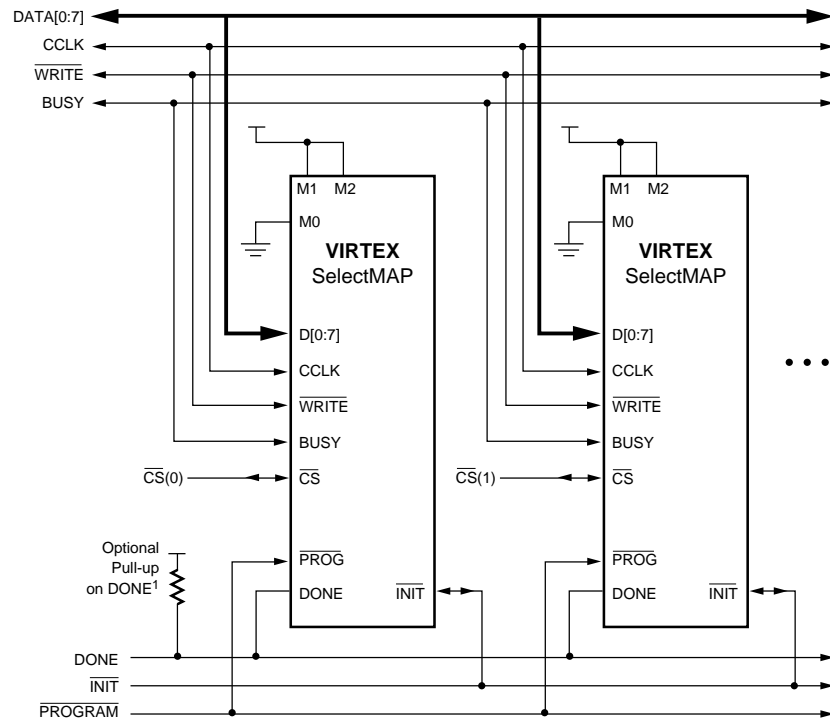 DATA[0:7]
CCLK
WRITE
BUSY
M1 M2
M0
VIRTEX
SelectMAP
D[0:7]
CCLK
WRITE
BUSY
CS(0)
CS
Optional
Pull-up
on DONE1
PROG
DONE
INIT
M1 M2
M0
VIRTEX
SelectMAP
D[0:7]
CCLK
WRITE
BUSY
CS(1)
CS
PROG
DONE
INIT
DONE
INIT
PROGRAM